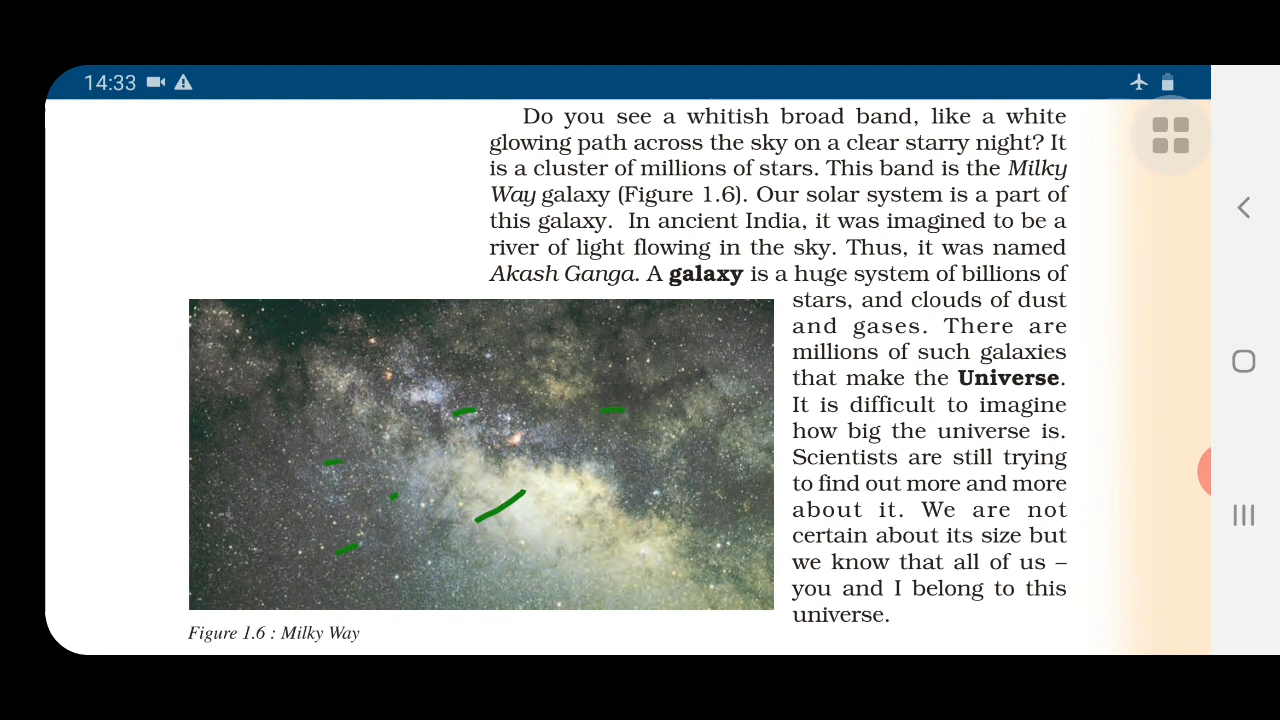 14:33
Do you see a whitish broad band, like a white
glowing path across the sky on a clear starry night? It
is a cluster of millions of stars. This band is the Milky
Way galaxy (Figure 1.6). Our solar system is a part of
this galaxy. In ancient India, it was imagined to be a
river of light flowing in the sky. Thus, it was named
Akash Ganga. A galaxy is a huge system of billions of
stars, and clouds of dust
and gases. There are
millions of such galaxies
that make the Universe.
It is difficult to imagine
how big the universe is.
Scientists are still trying
to find out more and more
about it. We are not
certain about its size but
we know that all of us –
you and I belong to this
universe.
Figure 1.6 : Milky Way